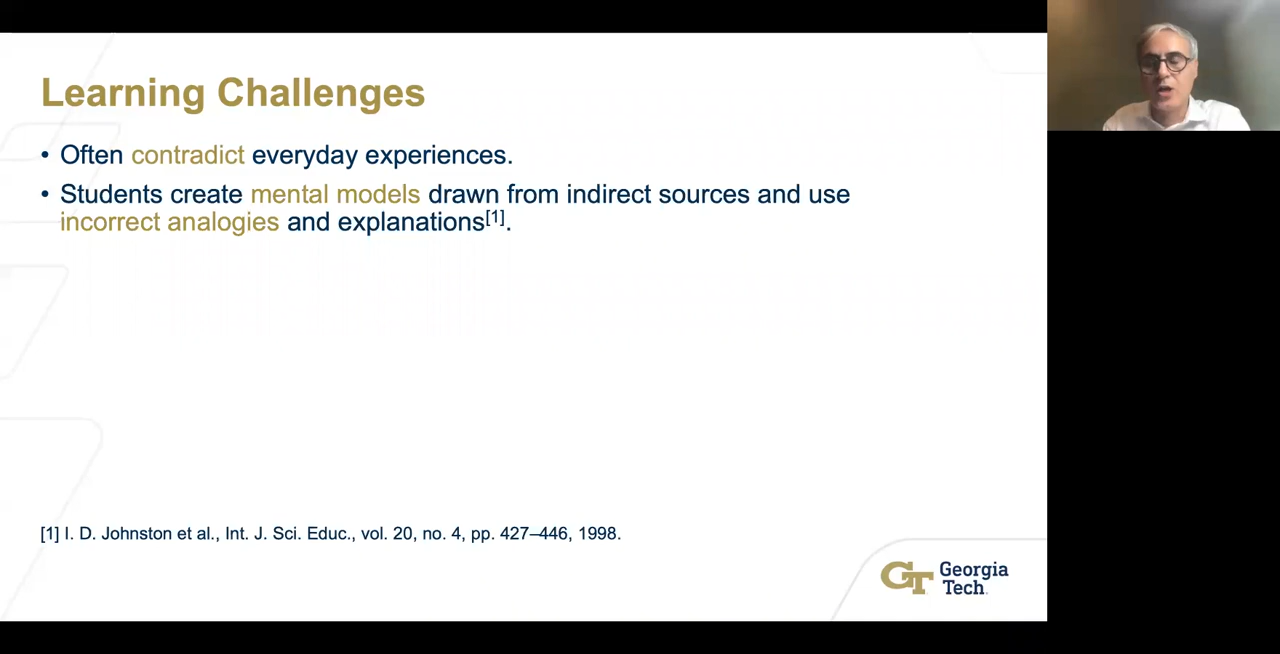 Learning Challenges
• Often contradict everyday experiences.
• Students create mental models drawn from indirect sources and use
incorrect analogies and explanations[1].
[1] I. D. Johnston et al., Int. J. Sci. Educ., vol. 20, no. 4, pp. 427–446, 1998.
GT Georgia
Tech